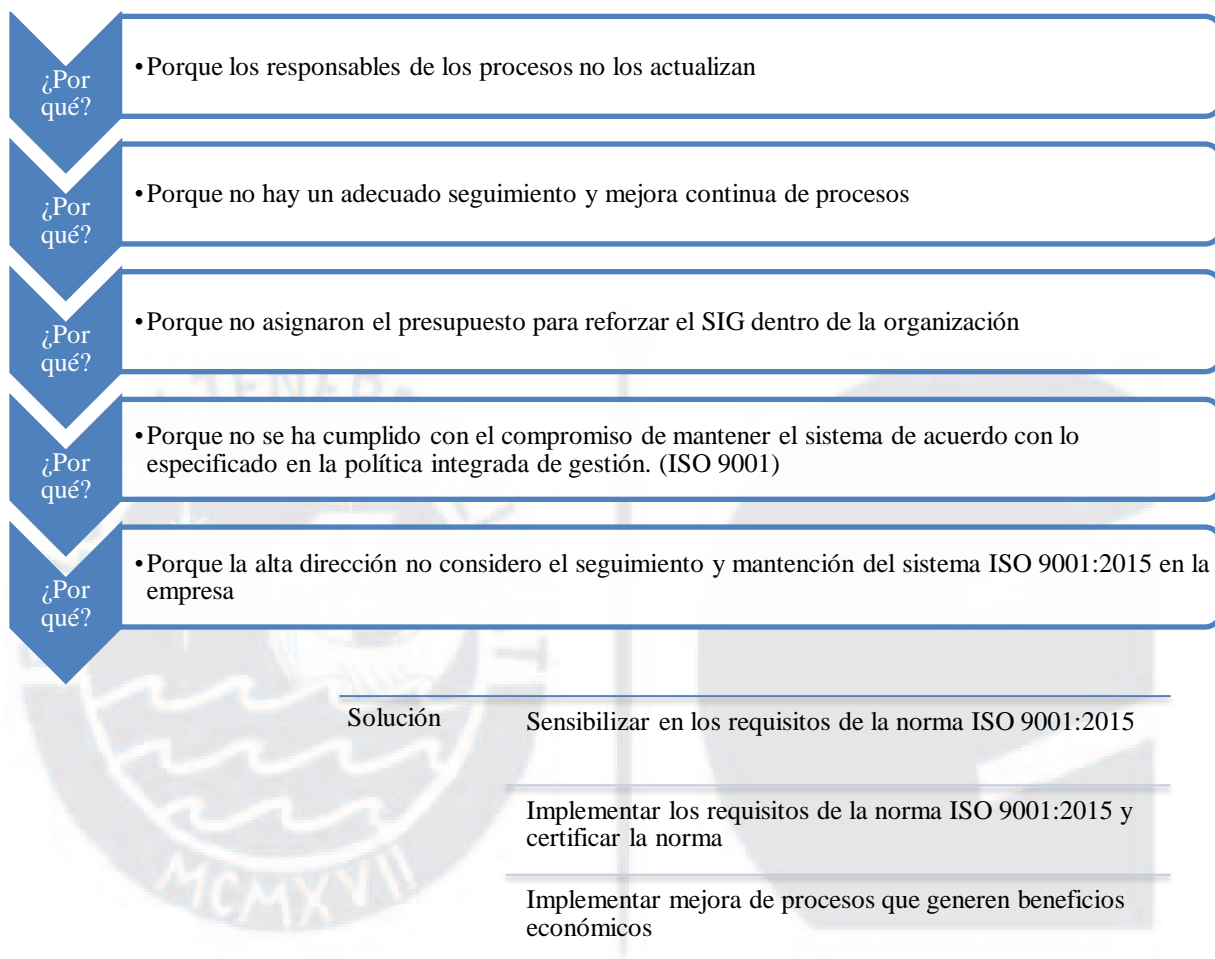 ¿Por
qué?
•Porque los responsables de los procesos no los actualizan
¿Por
qué?
•Porque no hay un adecuado seguimiento y mejora continua de procesos
¿Por
qué?
•Porque no asignaron el presupuesto para reforzar el SIG dentro de la organización
¿Por
qué?
•Porque no se ha cumplido con el compromiso de mantener el sistema de acuerdo con lo
especificado en la política integrada de gestión. (ISO 9001)
¿Por
qué?
•Porque la alta dirección no considero el seguimiento y mantención del sistema ISO 9001:2015 en la
empresa
Solución
Sensibilizar en los requisitos de la norma ISO 9001:2015
Implementar los requisitos de la norma ISO 9001:2015 y
certificar la norma
Implementar mejora de procesos que generen beneficios
económicos
MCMXVII